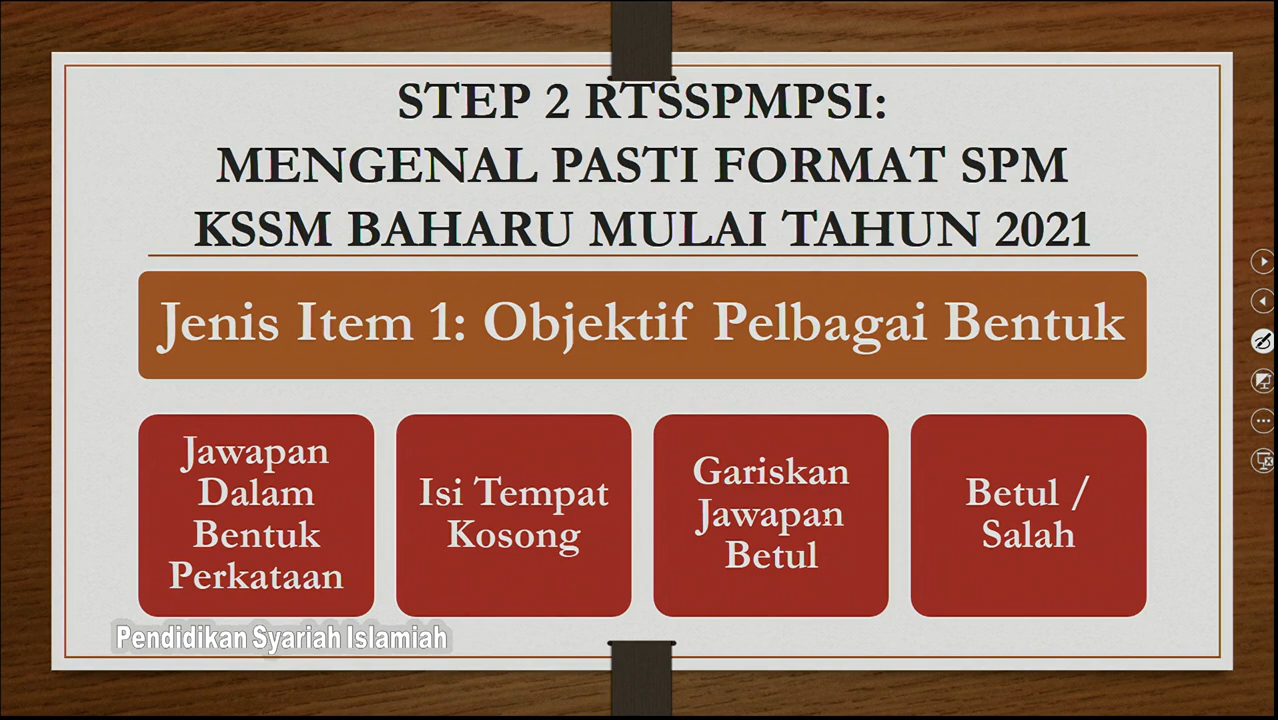 STEP 2 RTSSPMPSI:
MENGENAL PASTI FORMAT SPM
KSSM BAHARU MULAI TAHUN 2021
Jenis Item 1: Objektif Pelbagai Bentuk
Jawapan
Dalam
Bentuk
Perkataan
Isi Tempat
Kosong
Gariskan
Jawapan
Betul
Betul /
Salah
Pendidikan Syariah Islamiah